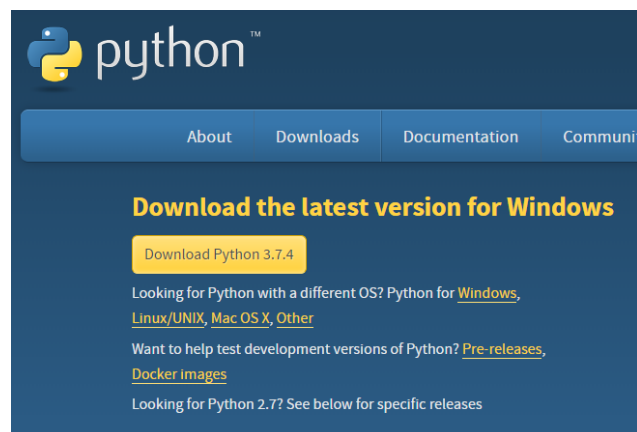 python™
About Downloads Documentation
Download the latest version for Windows
Download Python 3.7.4
Looking for Python with a different OS? Python for Windows,
Linux/UNIX, Mac OS X, Other
Want to help test development versions of Python? Pre-releases,
Docker images
Looking for Python 2.7? See below for specific releases